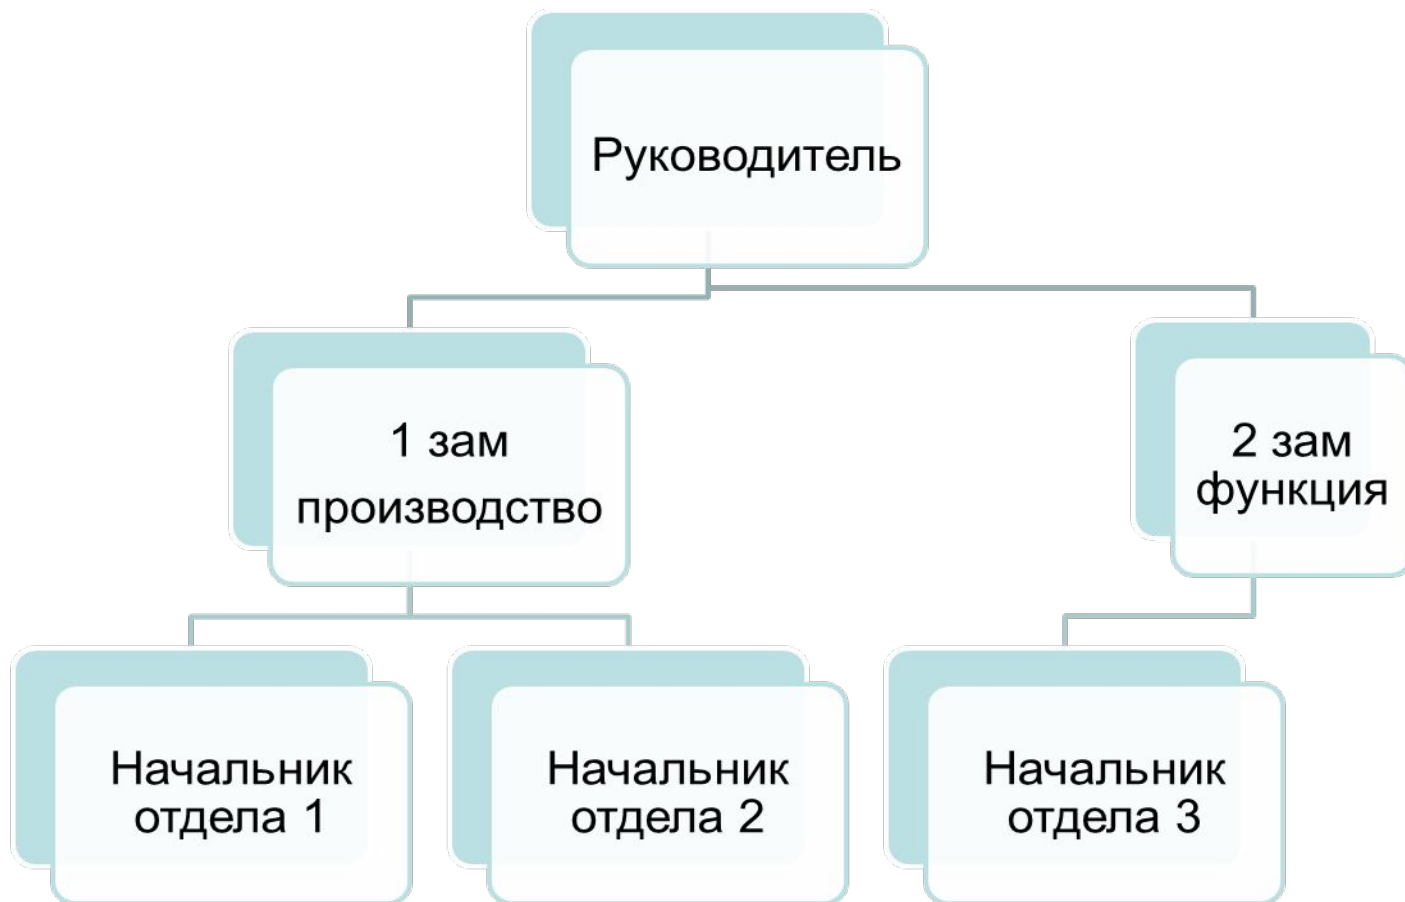 Руководитель
1 зам
производство
2 зам
функция
Начальник
отдела 1
Начальник
отдела 2
Начальник
отдела 3